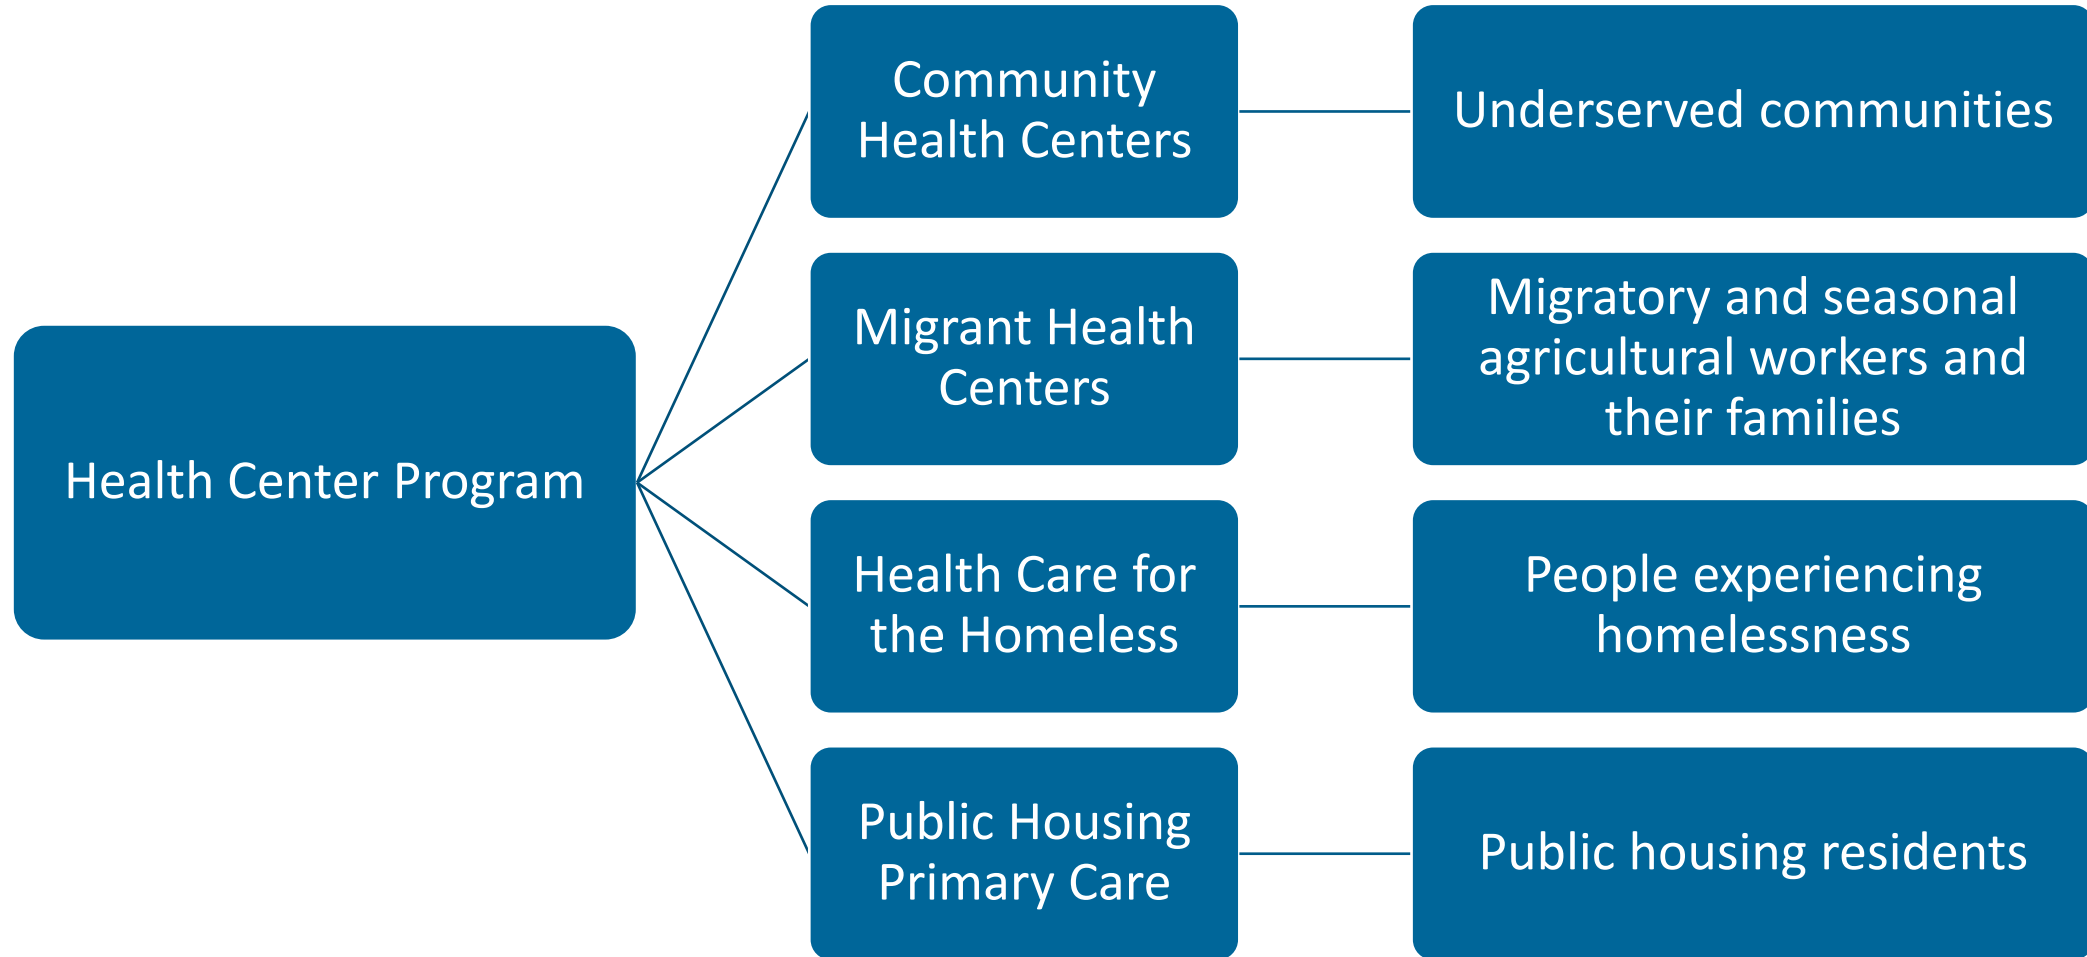 Health Center Program
Community
Health Centers
Underserved communities
Migrant Health
Centers
Migratory and seasonal
agricultural workers and
their families
Health Care for
the Homeless
People experiencing
homelessness
Public Housing
Primary Care
Public housing residents